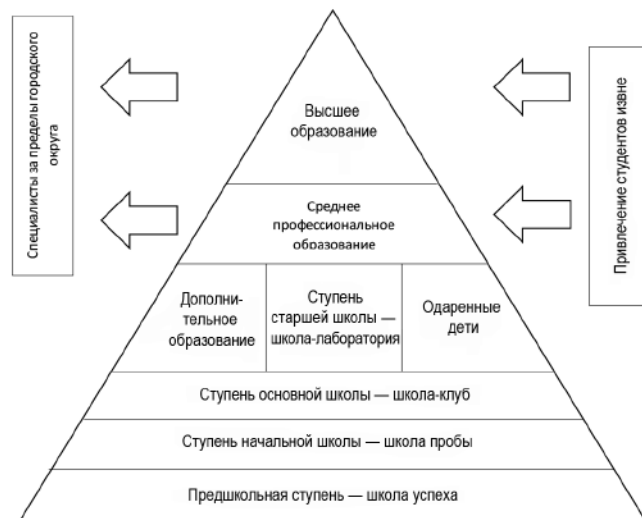 Специалисты за пределы городского
округа
Высшее
образование
Привлечение студентов извне
Среднее
профессиональное
образование
Дополни-
тельное
образование
Ступень
старшей школы —
школа-лаборатория
Одаренные
дети
Ступень основной школы — школа-клуб
Ступень начальной школы — школа пробы
Предшкольная ступень — школа успеха